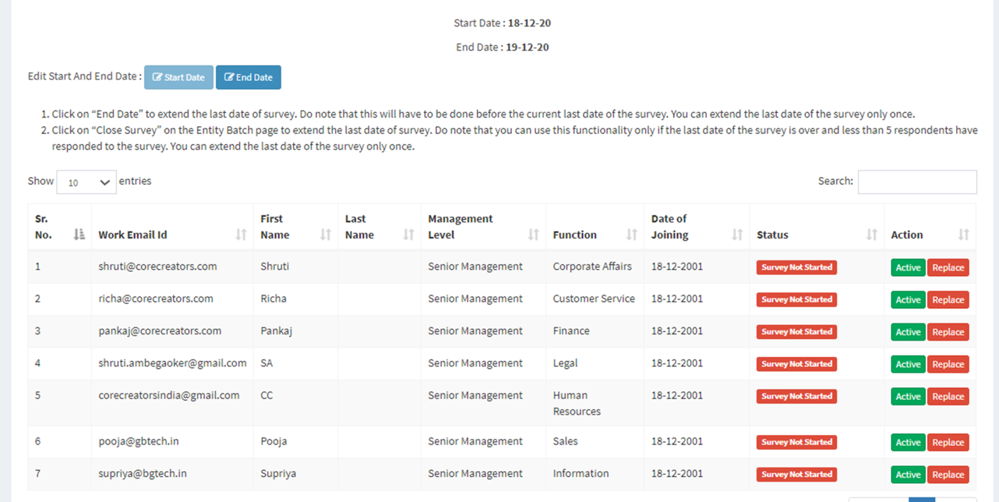 Start Date : 18-12-20
End Date : 19-12-20
Edit Start And End Date : Start Date End Date
1. Click on “End Date” to extend the last date of survey. Do note that this will have to be done before the current last date of the survey. You can extend the last date of the survey only once.
2. Click on “Close Survey” on the Entity Batch page to extend the last date of survey. Do note that you can use this functionality only if the last date of the survey is over and less than 5 respondents have
responded to the survey. You can extend the last date of the survey only once.
Show 10 entries Search:
Sr. First Last Management Date of
No. Work Email Id Name Name Level Function Joining Status Action
1 shruti@corecreators.com Shruti Senior Management Corporate Affairs 18-12-2001 Survey Not Started Active Replace
2 richa@corecreators.com Richa Senior Management Customer Service 18-12-2001 Survey Not Started Active Replace
3 pankaj@corecreators.com Pankaj Senior Management Finance 18-12-2001 Survey Not Started Active Replace
4 shruti.ambegaoker@gmail.com SA Senior Management Legal 18-12-2001 Survey Not Started Active Replace
5 corecreatorsindia@gmail.com CC Senior Management Human 18-12-2001 Survey Not Started Active Replace
Resources
6 pooja@gbtech.in Pooja Senior Management Sales 18-12-2001 Survey Not Started Active Replace
7 supriya@bgtech.in Supriya Senior Management Information 18-12-2001 Survey Not Started Active Replace